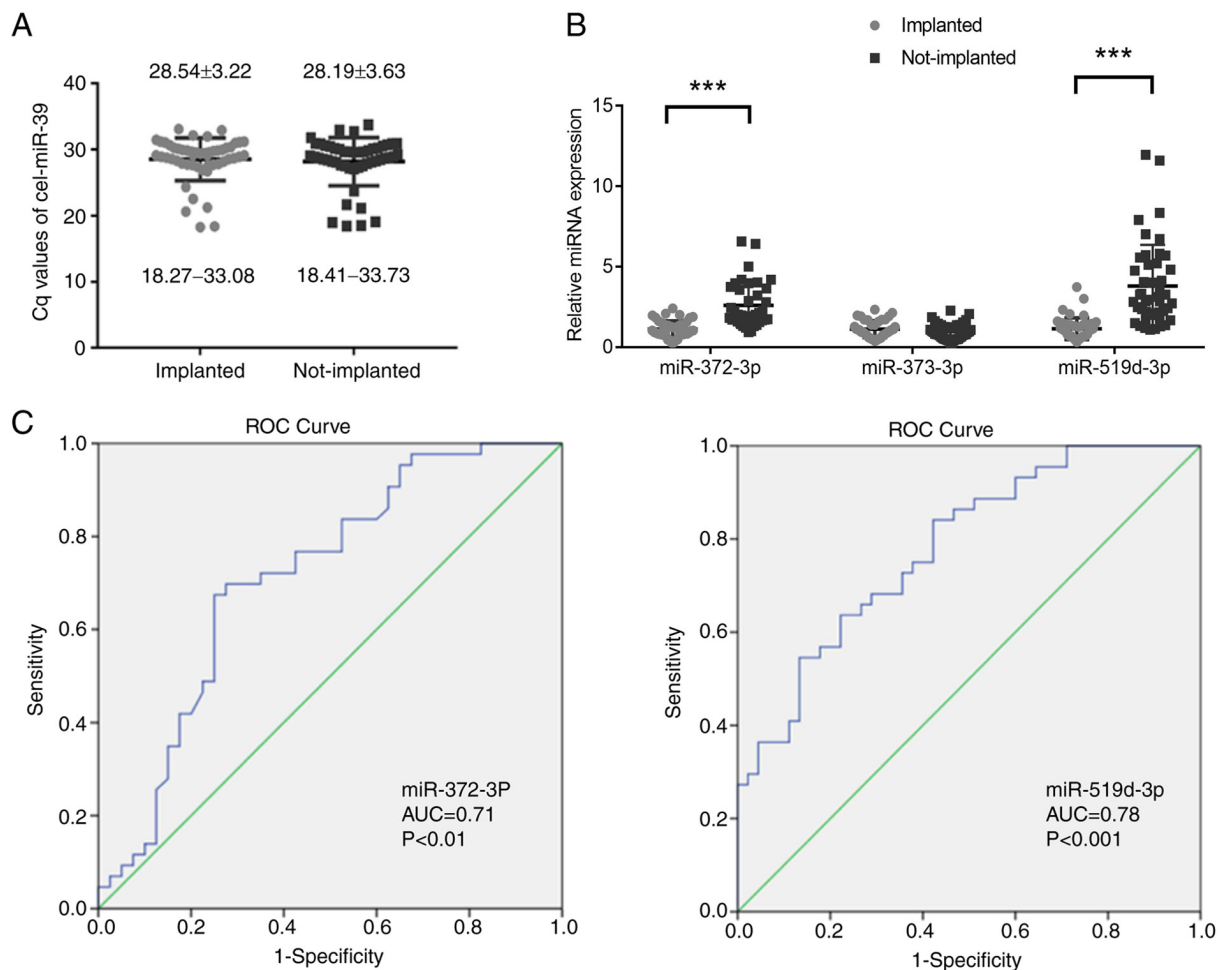 A
28.54±3.22
28.19±3.63
Cq values of cel-miR-39
40
30
20
10
0
18.27–33.08
18.41–33.73
Implanted
Not-implanted
B
Implanted
Not-implanted
***
***
Relative miRNA expression
15
10
5
0
miR-372-3p
miR-373-3p
miR-519d-3p
C
ROC Curve
Sensitivity
1.0
0.8
0.6
0.4
0.2
0.0
miR-372-3P
AUC=0.71
P<0.01
0.0 0.2 0.4 0.6 0.8 1.0
1-Specificity
ROC Curve
Sensitivity
1.0
0.8
0.6
0.4
0.2
0.0
miR-519d-3p
AUC=0.78
P<0.001
0.0 0.2 0.4 0.6 0.8 1.0
1-Specificity